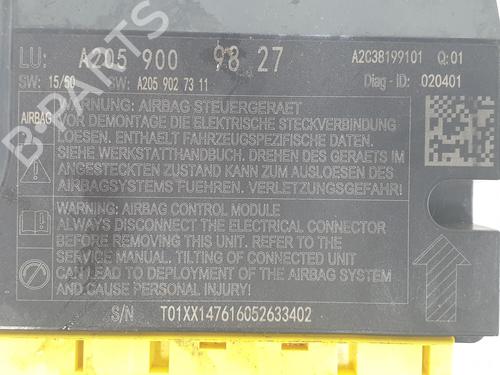 LU: A205 900 98 27 A2C38199101 Q:01
SW: 15/50 SW: A205 902 73 11 Diag - ID: 020401
WARNUNG: AIRBAG STEUERGERAET
AIRBAG VOR DEMONTAGE DIE ELEKTRISCHE STECKVERBINDUNG
LOESEN. ENTHAELT FAHRZEUGSPEZIFISCHE DATEN.
SIEHE WERKSTATTHANDBUCH. DREHEN DES GERAETS IM
ANGESTECKTEN ZUSTAND KANN ZUM AUSLOESEN DES
AIRBAGSYSTEMS FUEHREN. VERLETZUNGSGEFAHR!
WARNING: AIRBAG CONTROL MODULE
ALWAYS DISCONNECT THE ELECTRICAL CONNECTOR
BEFORE REMOVING THIS UNIT. REFER TO THE
SERVICE MANUAL. TILTING OF CONNECTED UNIT
CAN LEAD TO DEPLOYMENT OF THE AIRBAG SYSTEM
AND CAUSE PERSONAL INJURY!
S/N T01XX147616052633402
B-PARTS